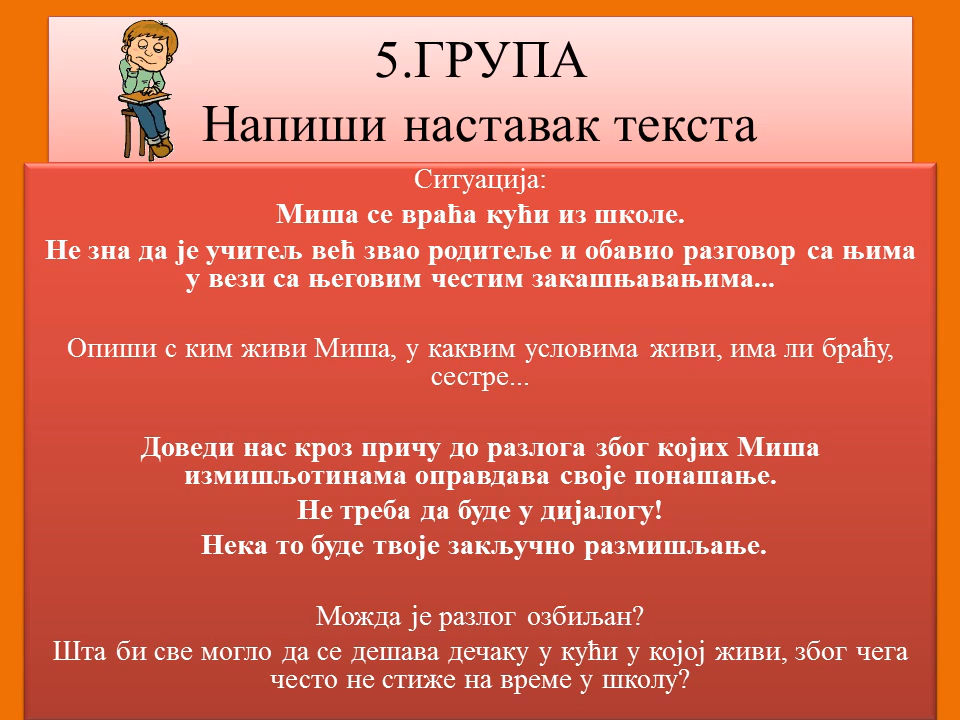 5.ГРУПА
Напиши наставак текста
Ситуација:
Миша се враћа кући из школе.
Не зна да је учитељ већ звао родитеље и обавио разговор са њима
у вези са његовим честим закашњавањима...
Опиши с ким живи Миша, у каквим условима живи, има ли браћу,
сестре...
Доведи нас кроз причу до разлога због којих Миша
измишљотинама оправдава своје понашање.
Не треба да буде у дијалогу!
Нека то буде твоје закључно размишљање.
Можда је разлог озбиљан?
Шта би све могло да се дешава дечаку у кући у којој живи, због чега
често не стиже на време у школу?